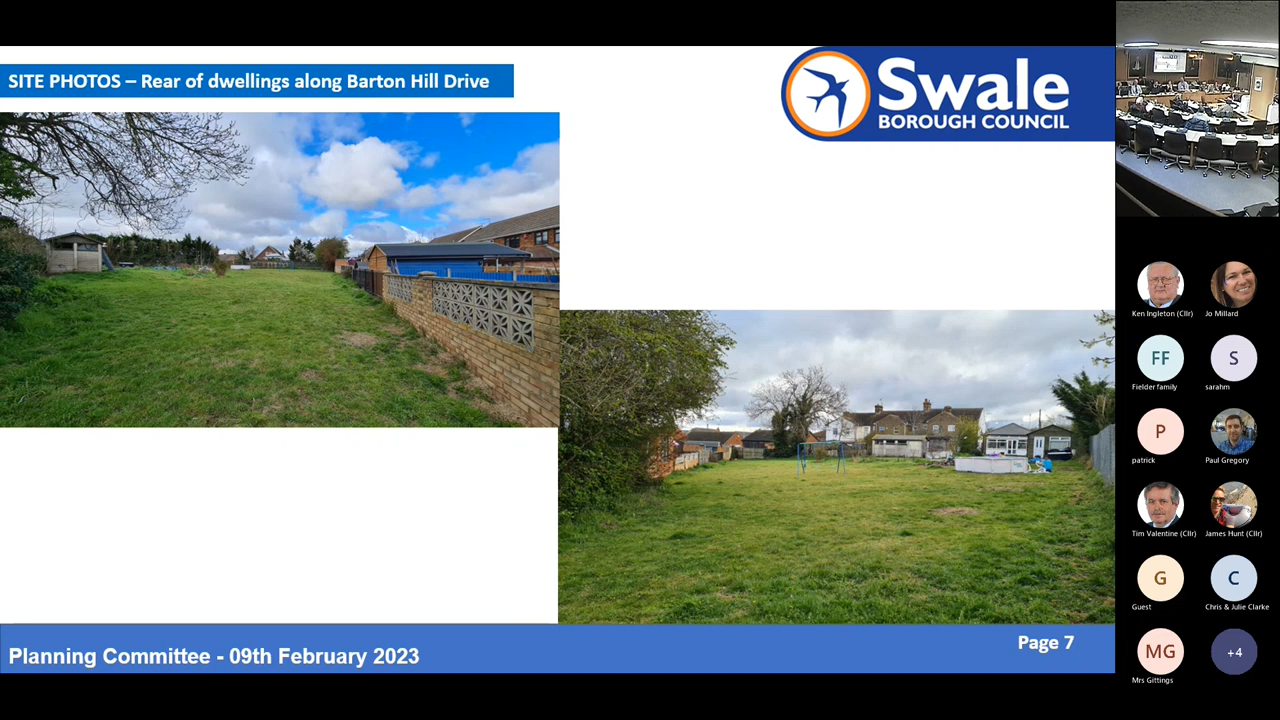 SITE PHOTOS – Rear of dwellings along Barton Hill Drive
Swale
BOROUGH COUNCIL
Ken Ingleton (Cllr)
Jo Millard
FF
Fielder family
S
sarahm
P
patrick
Paul Gregory
Tim Valentine (Cllr)
James Hunt (Cllr)
G
Guest
C
Chris & Julie Clarke
MG
Mrs Gittings
+4
Planning Committee - 09th February 2023
Page 7